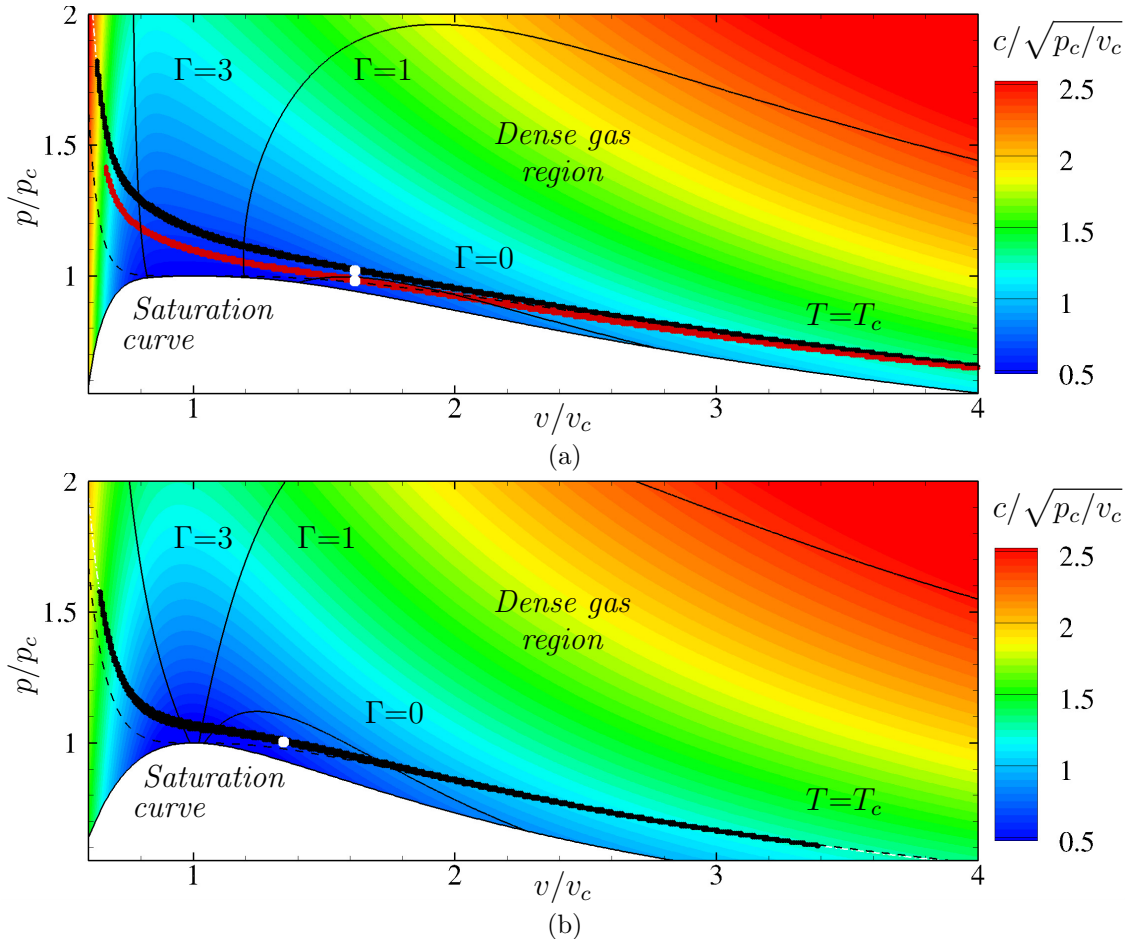 2
c/√p_c/v_c
Γ=3
Γ=1
2.5
Dense gas
region
2
1.5
p/p_c
1.5
Γ=0
1
1
Saturation
curve
T=T_c
0.5
1
2
3
4
v/v_c
(a)
2
c/√p_c/v_c
Γ=3
Γ=1
2.5
Dense gas
region
2
1.5
p/p_c
1.5
Γ=0
1
1
Saturation
curve
T=T_c
0.5
1
2
3
4
v/v_c
(b)